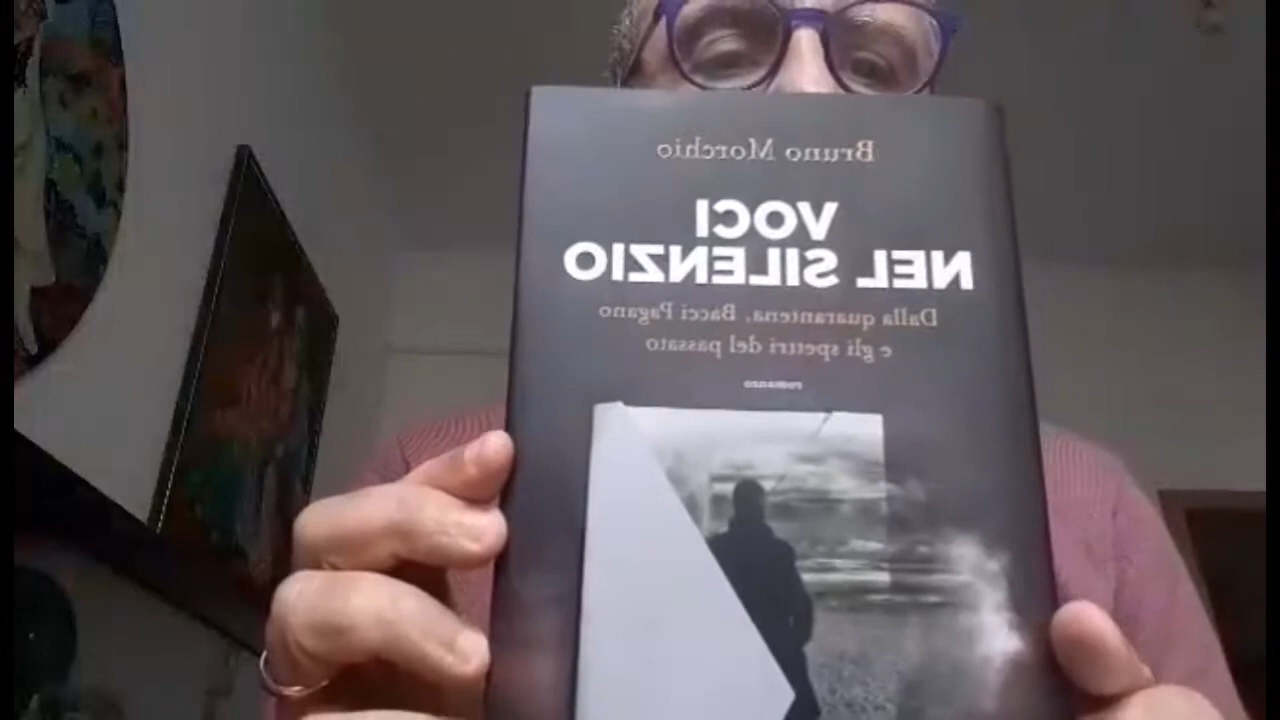 Bruno Morchio
VOCI
NEL SILENZIO
Dalla quarantena, Bacci Pagano
e gli spettri del passato
romanzo